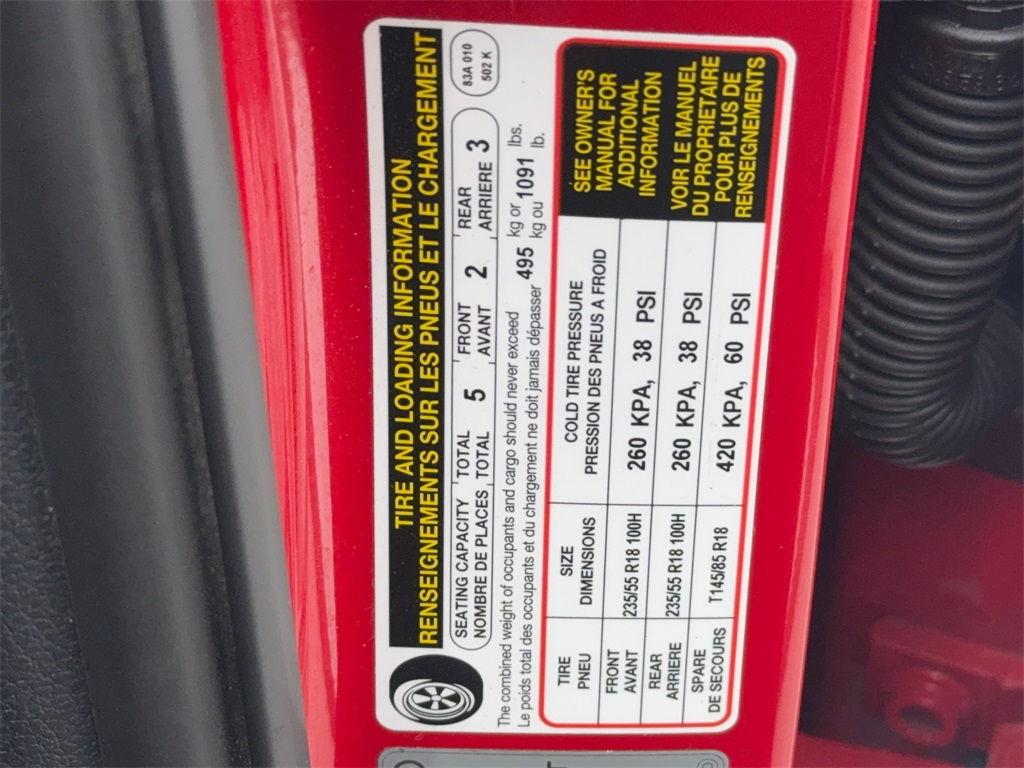 TIRE AND LOADING INFORMATION
RENSEIGNEMENTS SUR LES PNEUS ET LE CHARGEMENT
SEATING CAPACITY TOTAL 5 FRONT 2 REAR 3
NOMBRE DE PLACES TOTAL AVANT ARRIERE
83A 010
502 K
The combined weight of occupants and cargo should never exceed 495 kg or 1091 lbs.
Le poids total des occupants et du chargement ne doit jamais dépasser kg ou lb.
TIRE SIZE COLD TIRE PRESSURE
PNEU DIMENSIONS PRESSION DES PNEUS A FROID
FRONT 235/55 R18 100H 260 KPA, 38 PSI
AVANT
REAR 235/55 R18 100H 260 KPA, 38 PSI
ARRIERE
SPARE T145/85 R18 420 KPA, 60 PSI
DE SECOURS
SEE OWNER'S
MANUAL FOR
ADDITIONAL
INFORMATION
VOIR LE MANUEL
DU PROPRIETAIRE
POUR PLUS DE
RENSEIGNEMENTS